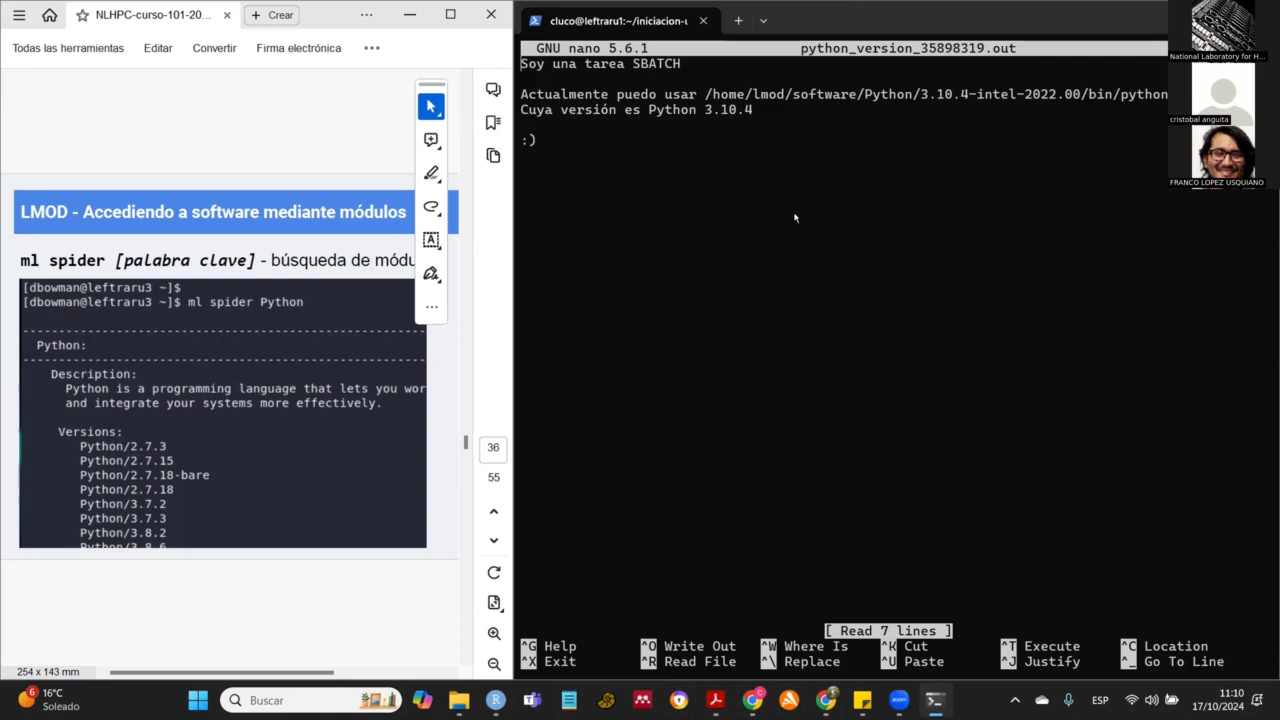 NLHPC-curso-101-20...
Crear
Todas las herramientas
Editar
Convertir
Firma electrónica
LMOD - Accediendo a software mediante módulos
ml spider [palabra clave] - búsqueda de módu
[dbowman@leftraru3 ~]$
[dbowman@leftraru3 ~]$ ml spider Python
Python:
Description:
Python is a programming language that lets you wor
and integrate your systems more effectively.
Versions:
Python/2.7.3
Python/2.7.15
Python/2.7.18-bare
Python/2.7.18
Python/3.7.2
Python/3.7.3
Python/3.8.2
Python/3.8.6
36
55
254 x 143 mm
cluco@leftraru1:~/iniciacion-u
GNU nano 5.6.1 python_version_35898319.out
Soy una tarea SBATCH
Actualmente puedo usar /home/lmod/software/Python/3.10.4-intel-2022.00/bin/python
Cuya versión es Python 3.10.4
:)
[ Read 7 lines ]
^G Help ^O Write Out ^W Where Is ^K Cut ^T Execute ^C Location
^X Exit ^R Read File ^\ Replace ^U Paste ^J Justify ^_ Go To Line
National Laboratory for H...
cristobal anguita
FRANCO LOPEZ USQUIANO
6
16°C
Soleado
Buscar
zoom
ESP
11:10
17/10/2024